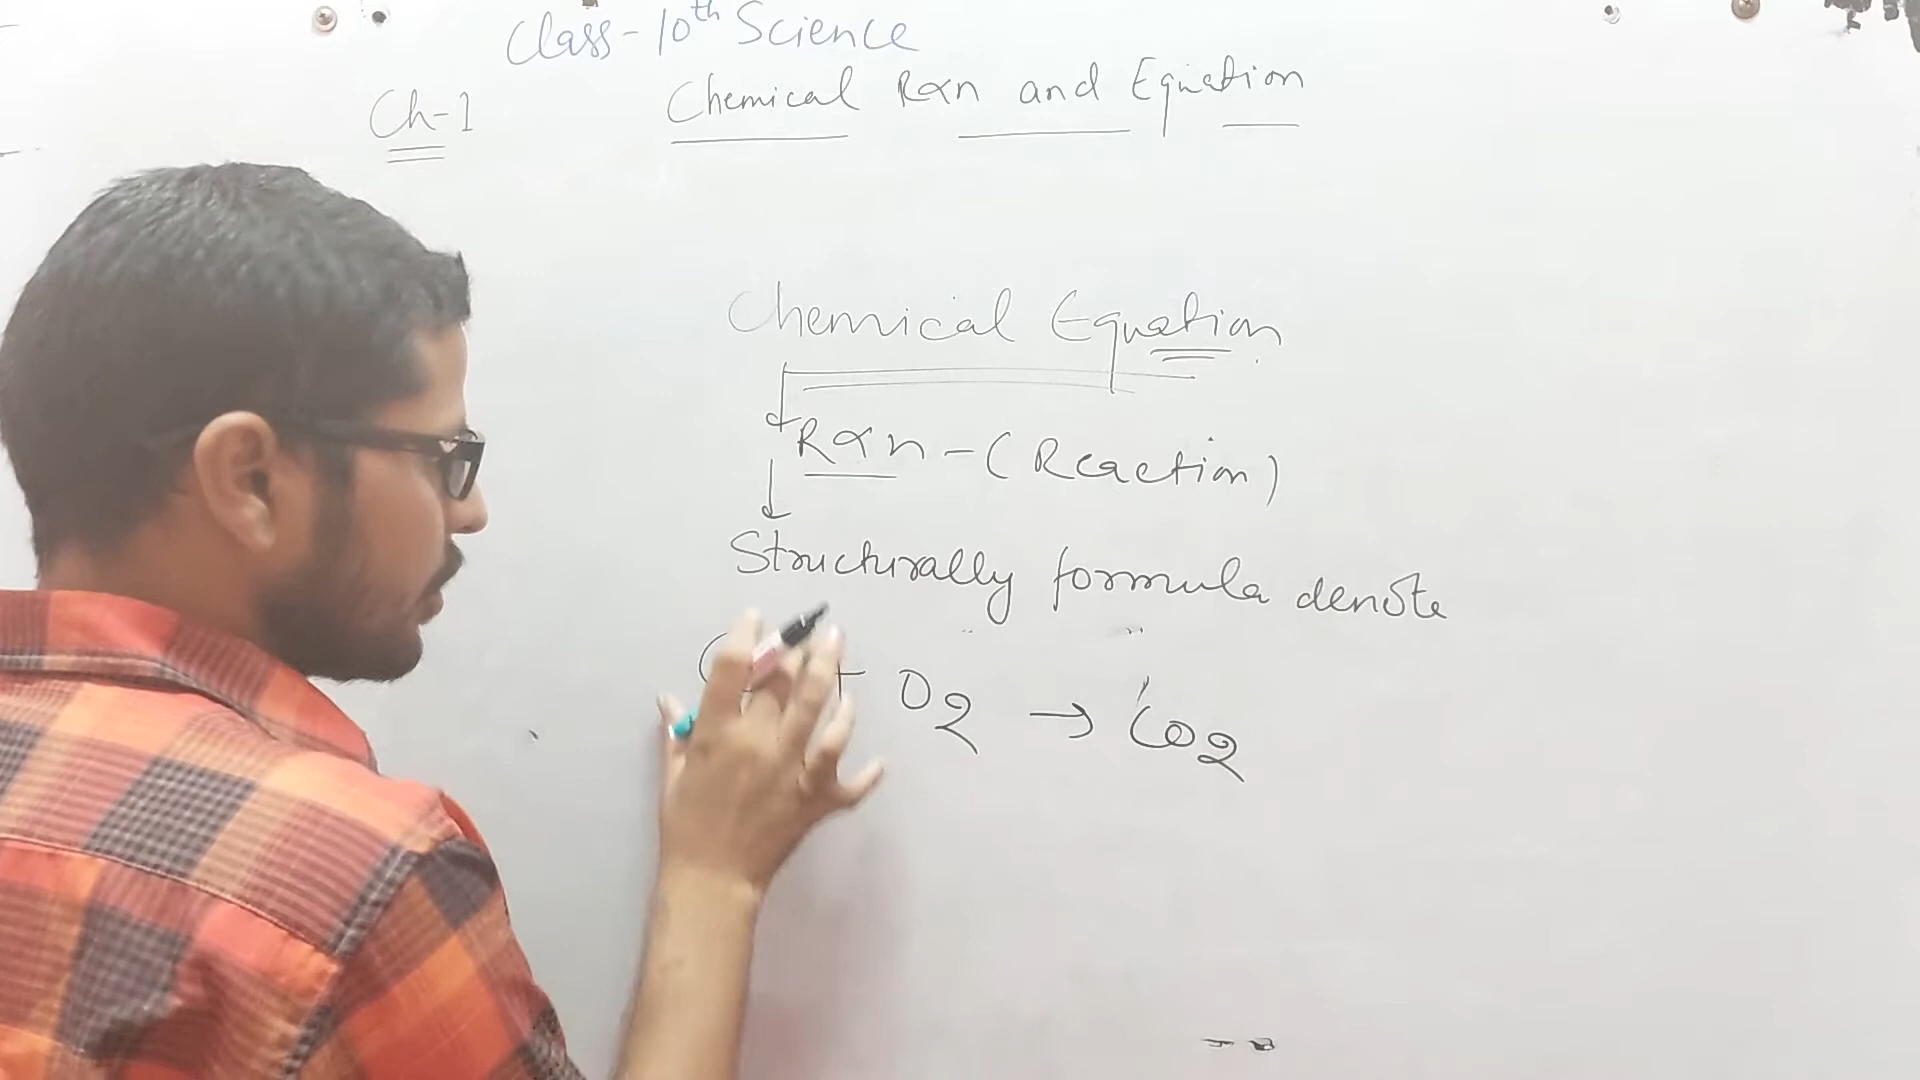 Class-10th Science
Ch-1 Chemical Rxn and Equation
Chemical Equation
Rxn - (Reaction)
Structurally formula denote
C + O2 → CO2